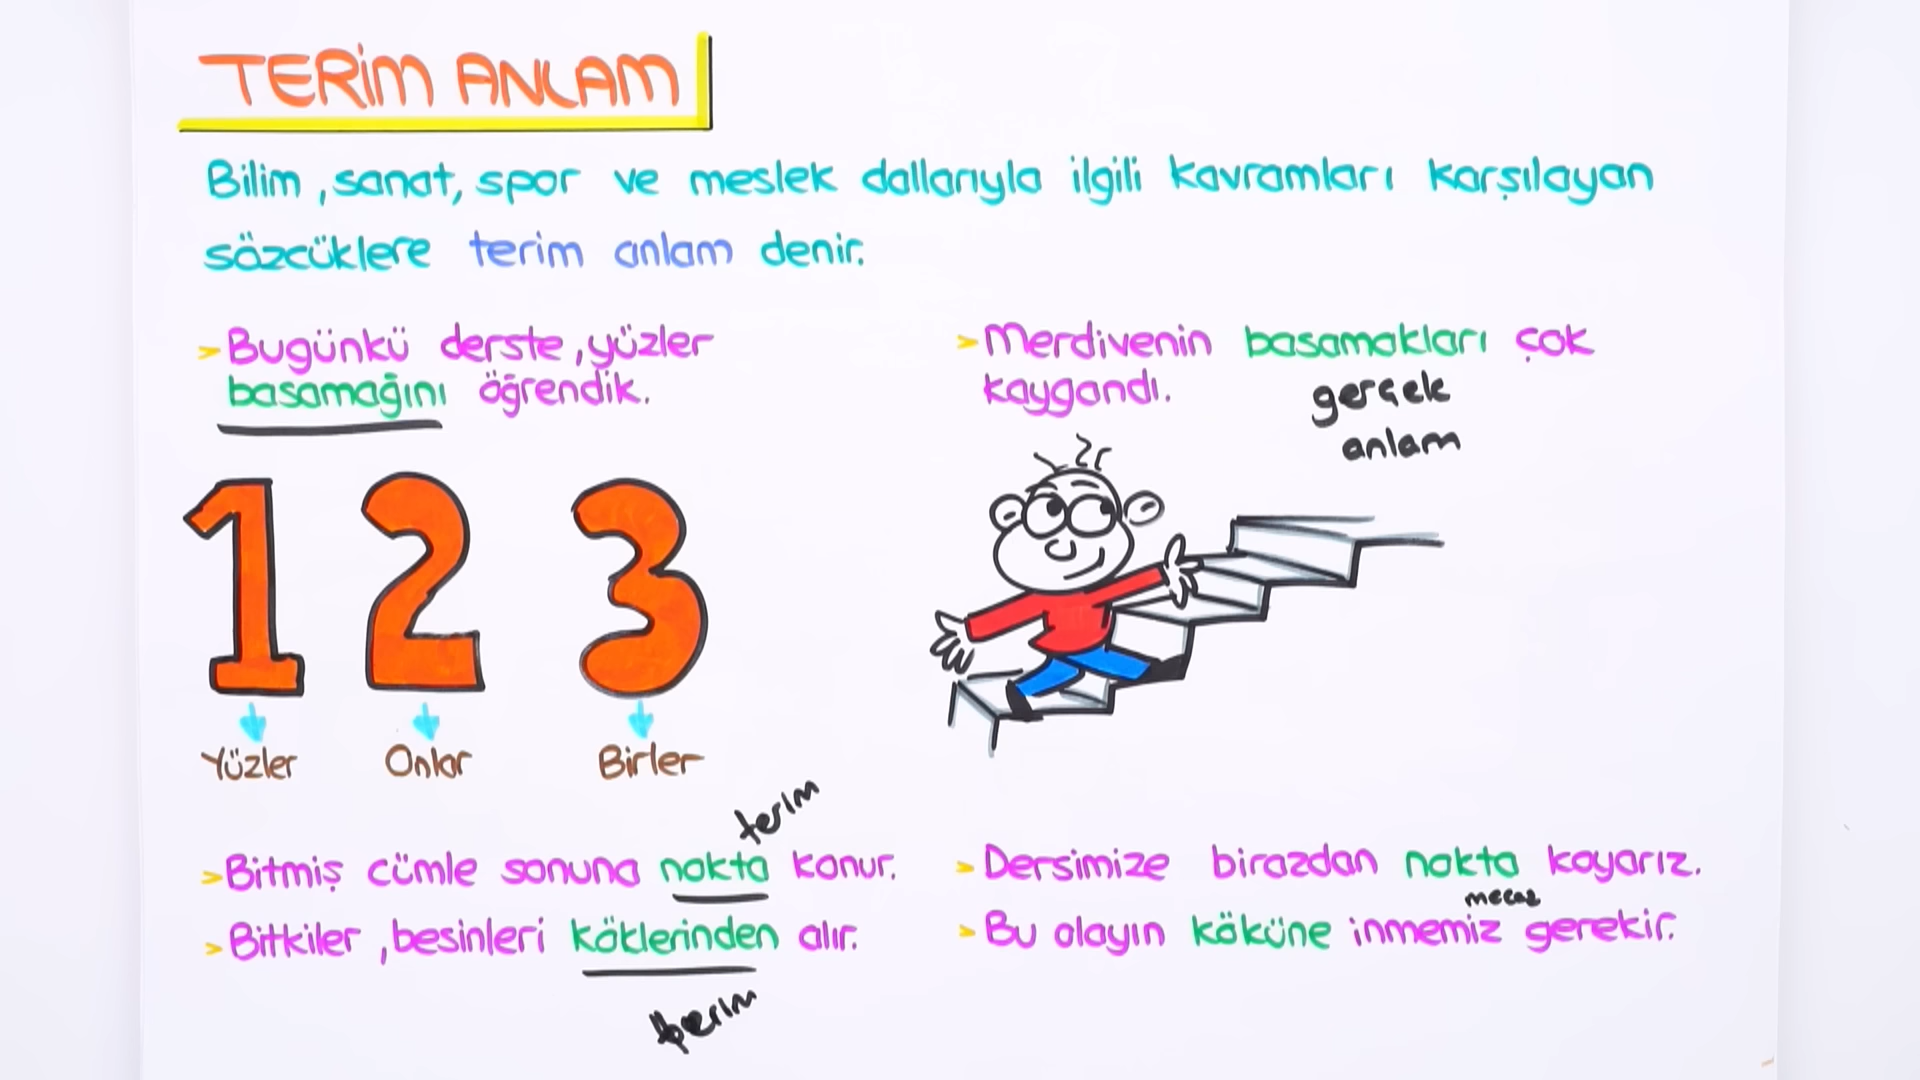 TERİM ANLAM
Bilim, sanat, spor ve meslek dallarıyla ilgili kavramları karşılayan
sözcüklere terim anlam denir.
> Bugünkü derste, yüzler
basamağını öğrendik.
> Merdivenin basamakları çok
kaygandı.
gerçek
anlam
1 2 3
Yüzler Onlar Birler
terim
> Bitmiş cümle sonuna nokta konur.
> Bitkiler, besinleri köklerinden alır.
terim
> Dersimize birazdan nokta koyarız.
mecaz
> Bu olayın köküne inmemiz gerekir.